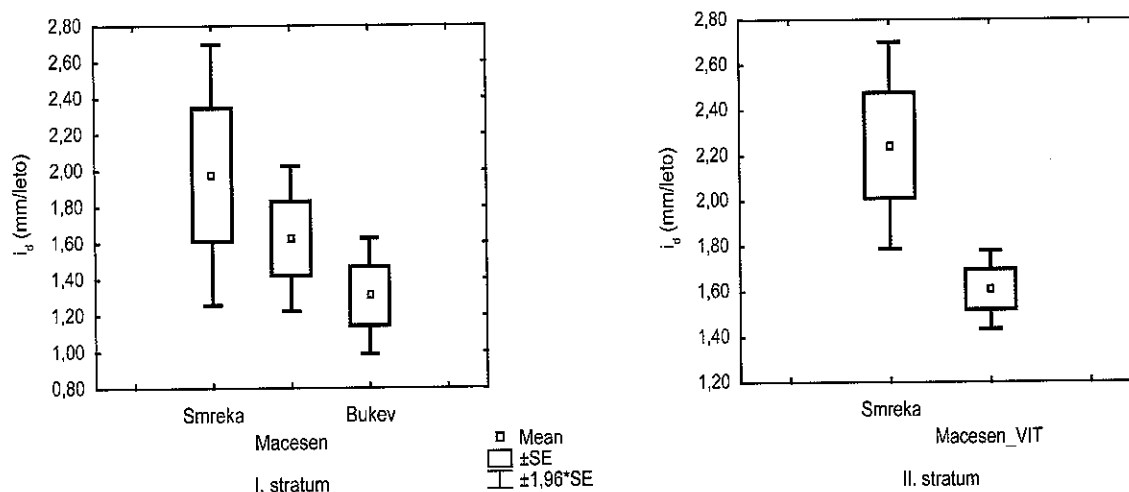 2,80
2,60
2,40
2,20
2,00
1,80
1,60
1,40
1,20
1,00
0,80
i_d (mm/leto)
Smreka
Bukev
Macesen
I. stratum
Mean
±SE
±1,96*SE
2,80
2,60
2,40
2,20
2,00
1,80
1,60
1,40
1,20
i_d (mm/leto)
Smreka
Macesen_VIT
II. stratum